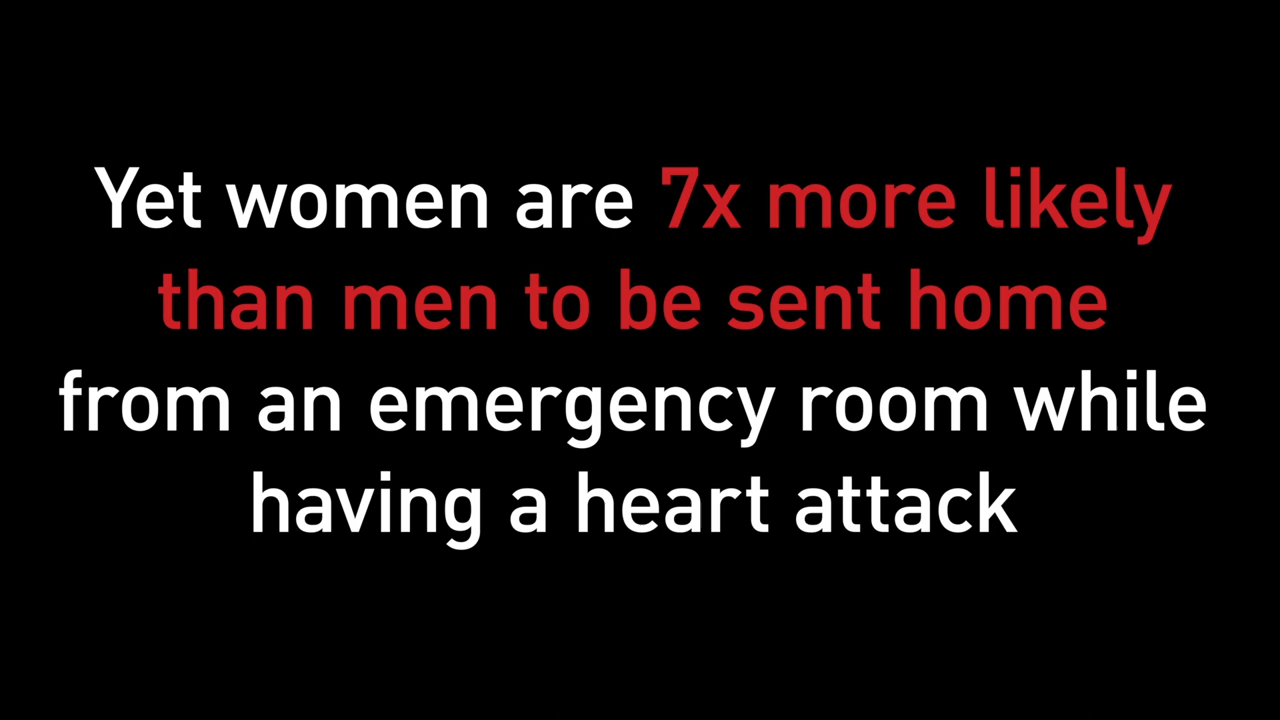 Yet women are 7x more likely
than men to be sent home
from an emergency room while
having a heart attack